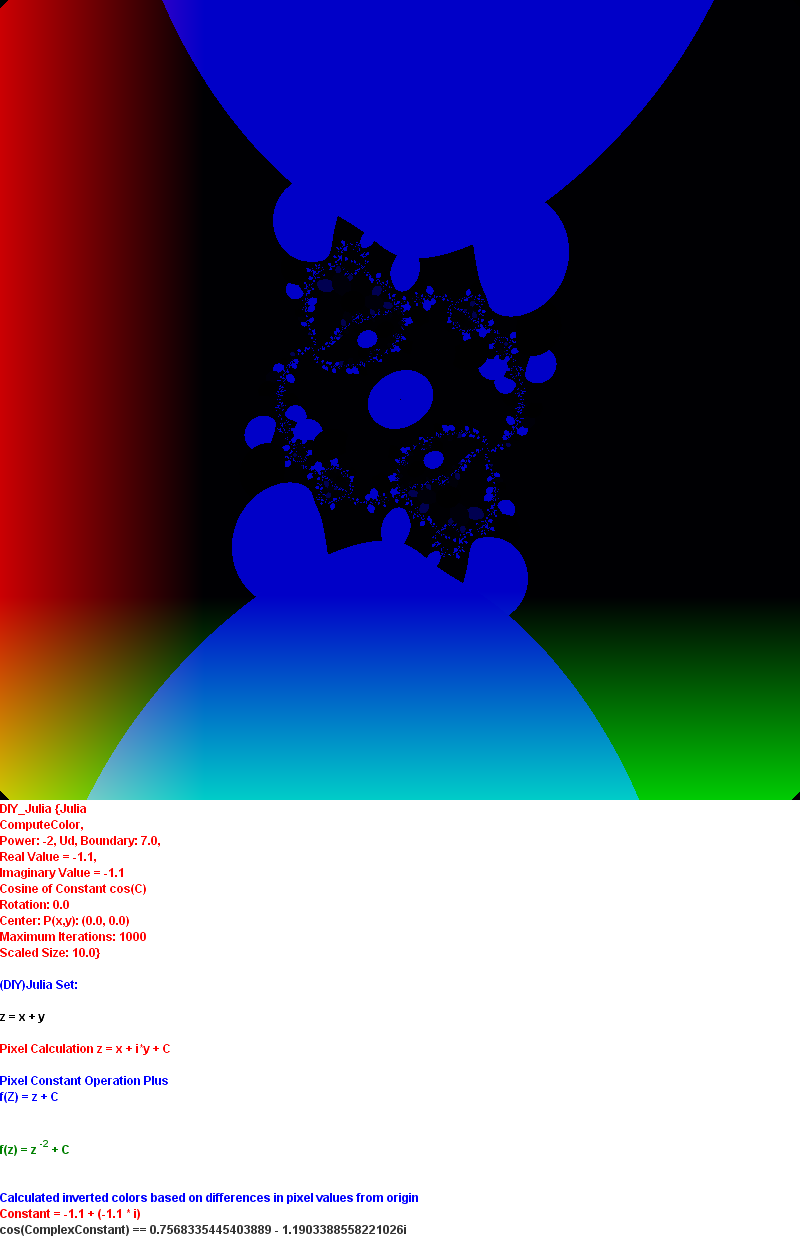 DIY_Julia {Julia
ComputeColor,
Power: -2, Ud, Boundary: 7.0,
Real Value = -1.1,
Imaginary Value = -1.1
Cosine of Constant cos(C)
Rotation: 0.0
Center: P(x,y): (0.0, 0.0)
Maximum Iterations: 1000
Scaled Size: 10.0}
(DIY)Julia Set:
z = x + y
Pixel Calculation z = x + i*y + C
Pixel Constant Operation Plus
f(Z) = z + C
f(z) = z -2 + C
Calculated inverted colors based on differences in pixel values from origin
Constant = -1.1 + (-1.1 * i)
cos(ComplexConstant) == 0.7568335445403889 - 1.1903388558221026i